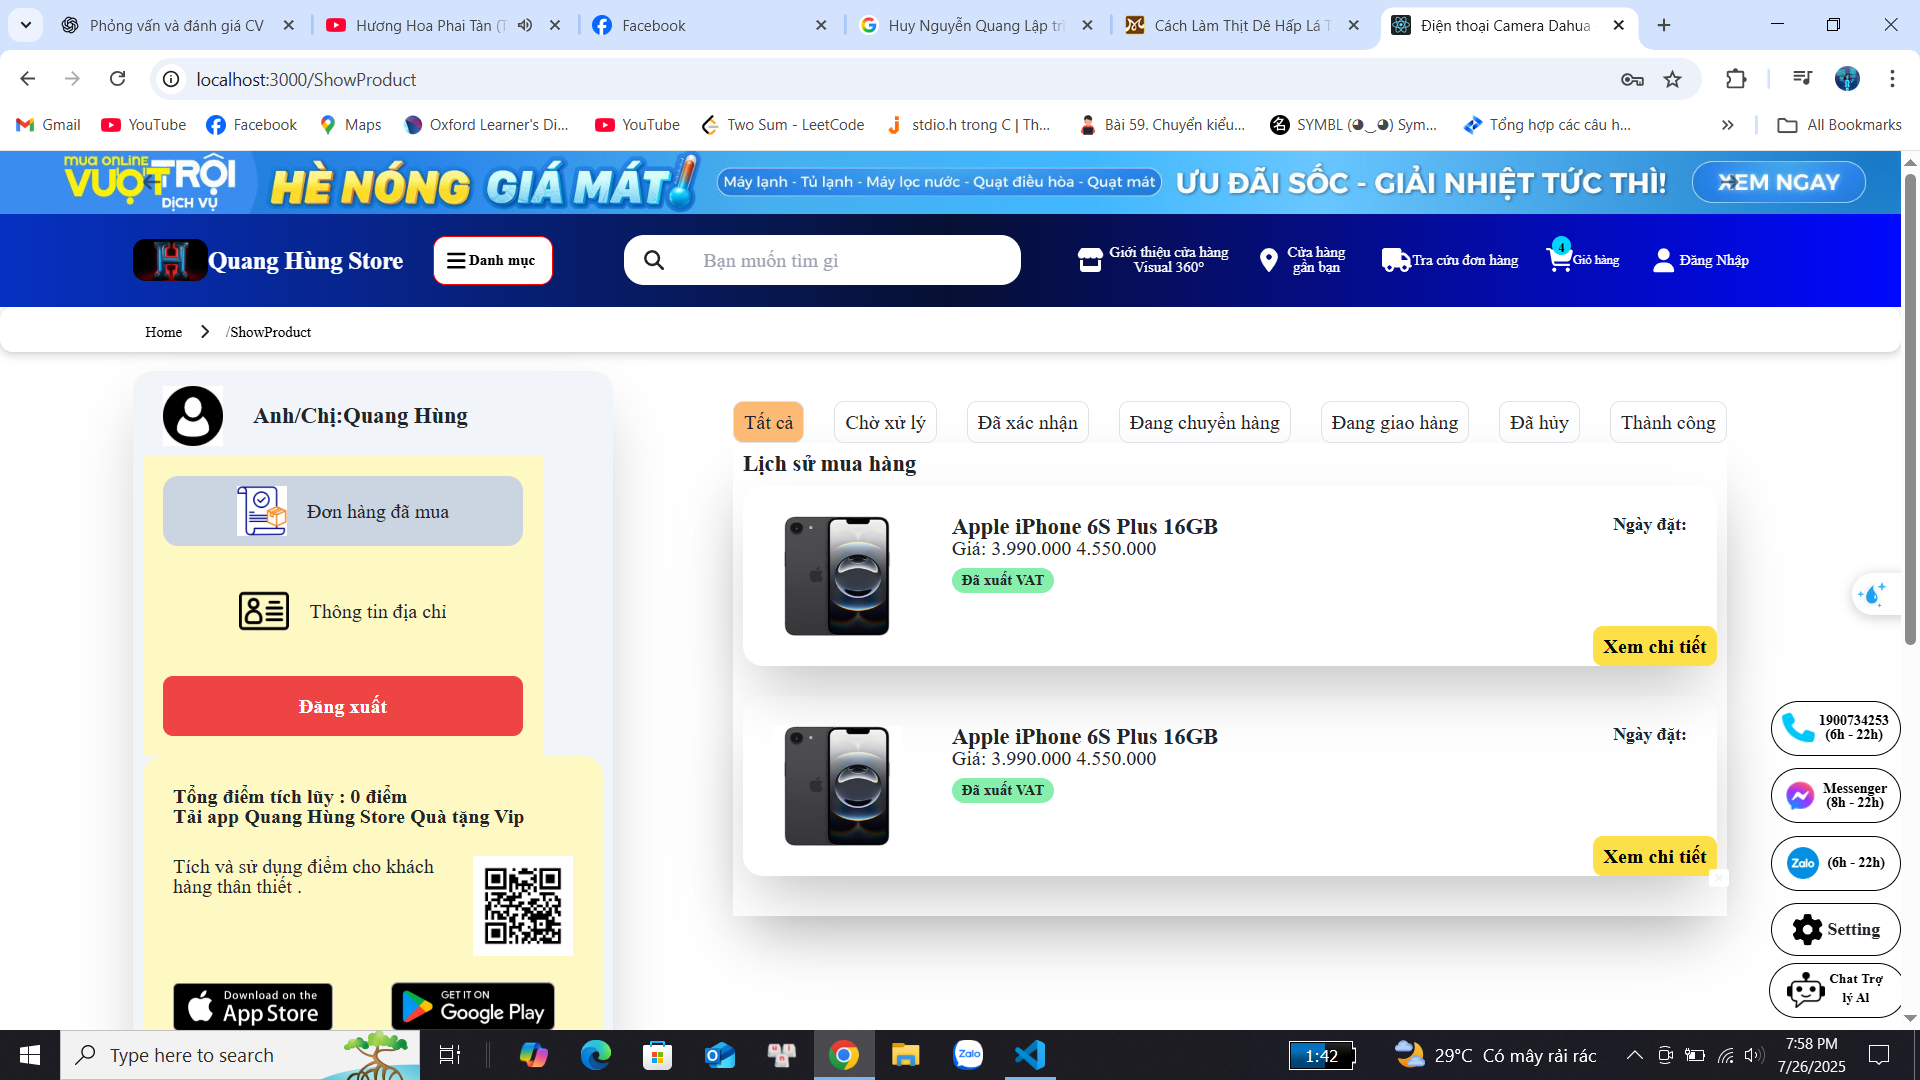 Phỏng vấn và đánh giá CV
Hương Hoa Phai Tàn (T
Facebook
Huy Nguyễn Quang Lập trì
Cách Làm Thịt Dê Hấp Lá T
Điện thoại Camera Dahua
localhost:3000/ShowProduct
Gmail
YouTube
Facebook
Maps
Oxford Learner's Di...
YouTube
Two Sum - LeetCode
stdio.h trong C | Th...
Bài 59. Chuyển kiểu...
SYMBL (◕‿◕) Sym...
Tổng hợp các câu h...
All Bookmarks
mua online
VƯỢT TRỘI
DỊCH VỤ
HÈ NÓNG GIÁ MÁT
Máy lạnh - Tủ lạnh - Máy lọc nước - Quạt điều hòa - Quạt mát
ƯU ĐÃI SỐC - GIẢI NHIỆT TỨC THÌ!
XEM NGAY
H
Quang Hùng Store
Danh mục
Bạn muốn tìm gì
Giới thiệu cửa hàng
Visual 360°
Cửa hàng
gần bạn
Tra cứu đơn hàng
4
Giỏ hàng
Đăng Nhập
Home
/ShowProduct
Anh/Chị:Quang Hùng
Đơn hàng đã mua
Thông tin địa chỉ
Đăng xuất
Tổng điểm tích lũy : 0 điểm
Tải app Quang Hùng Store Quà tặng Vip
Tích và sử dụng điểm cho khách
hàng thân thiết .
Download on the
App Store
GET IT ON
Google Play
Tất cả
Chờ xử lý
Đã xác nhận
Đang chuyển hàng
Đang giao hàng
Đã hủy
Thành công
Lịch sử mua hàng
Apple iPhone 6S Plus 16GB
Giá: 3.990.000 4.550.000
Đã xuất VAT
Ngày đặt:
Xem chi tiết
Apple iPhone 6S Plus 16GB
Giá: 3.990.000 4.550.000
Đã xuất VAT
Ngày đặt:
Xem chi tiết
1900734253
(6h - 22h)
Messenger
(8h - 22h)
Zalo
(6h - 22h)
Setting
Chat Trợ
lý AI
Type here to search
Zalo
1:42
29°C Có mây rải rác
7:58 PM
7/26/2025